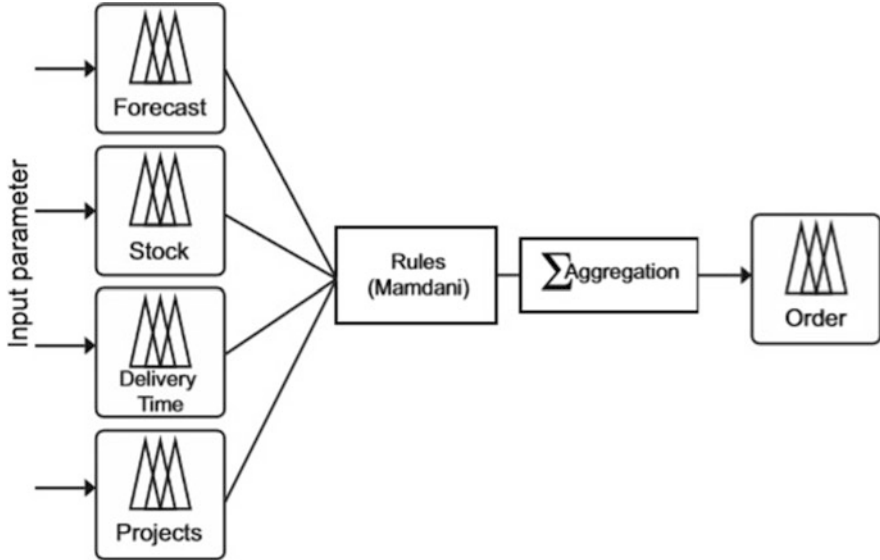 Input parameter
Forecast
Stock
Delivery
Time
Projects
Rules
(Mamdani)
∑Aggregation
Order